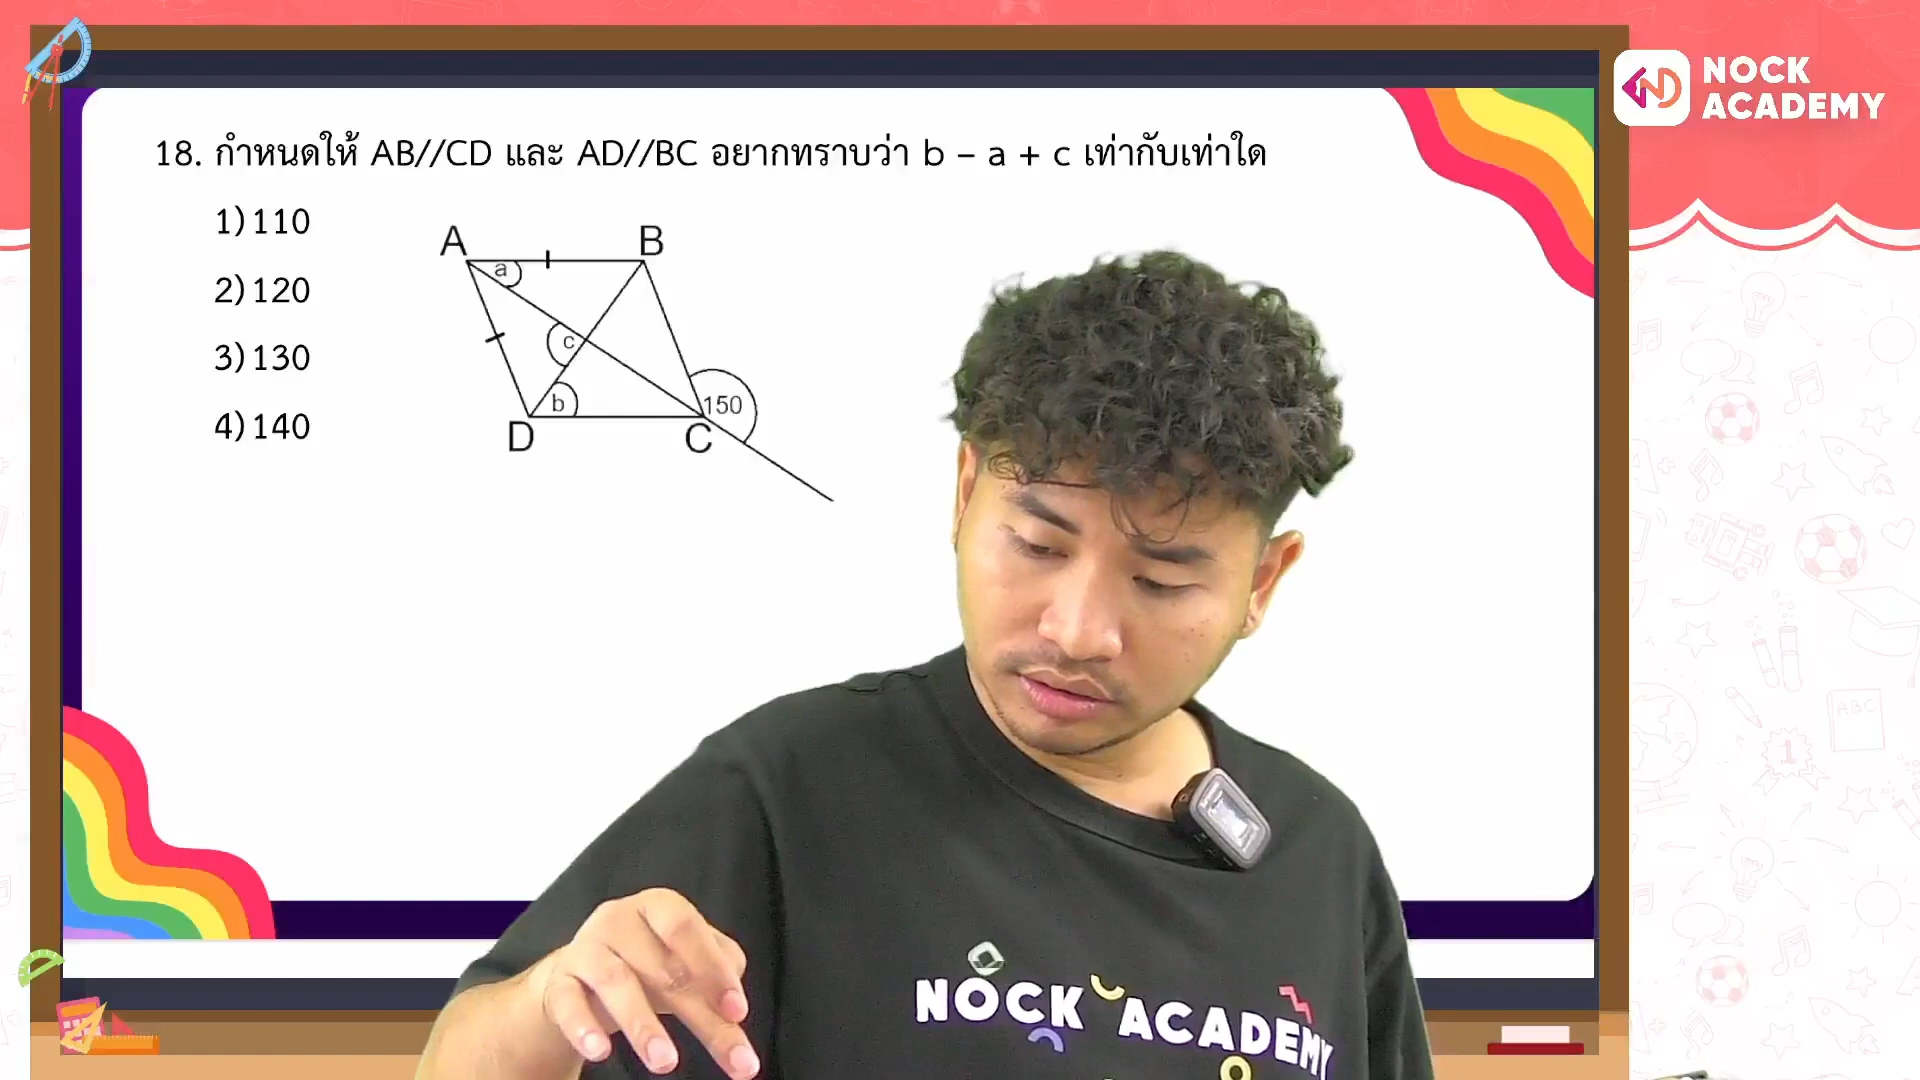 NOCK
ACADEMY
18. กำหนดให้ AB//CD และ AD//BC อยากทราบว่า b – a + c เท่ากับเท่าใด
1) 110
2) 120
3) 130
4) 140
A
B
a
c
b
150
D
C
NOCK ACADEMY
ABC
1